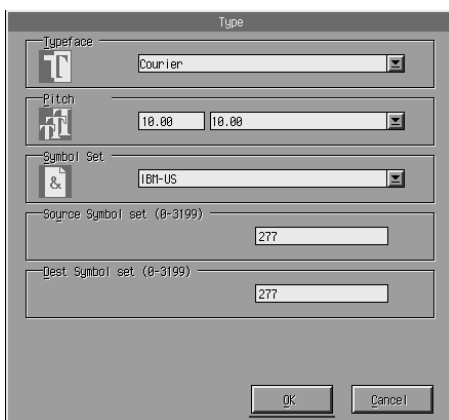 Type
Typeface
Courier
Pitch
10.00 10.00
Symbol Set
IBM-US
Source Symbol set (0-3199)
277
Dest Symbol set (0-3199)
277
OK Cancel